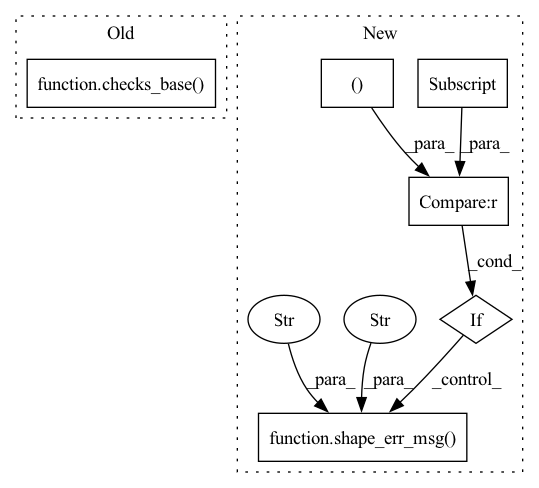 Old
New
function.checks_base()
()
Subscript
_para_
_para_
Compare:r
_cond_
Str
Str
If
_para_
_para_
_control_
function.shape_err_msg()